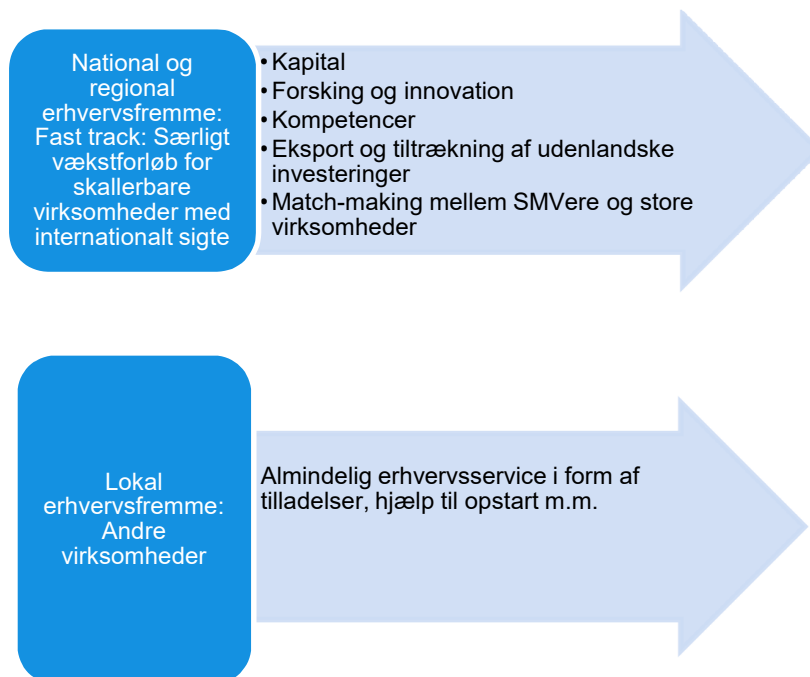 National og
regional
erhvervsfremme:
Fast track: Særligt
vækstforløb for
skallerbare
virksomheder med
internationalt sigte
• Kapital
• Forsking og innovation
• Kompetencer
• Eksport og tiltrækning af udenlandske
investeringer
• Match-making mellem SMVere og store
virksomheder
Lokal
erhvervsfremme:
Andre
virksomheder
Almindelig erhvervsservice i form af
tilladelser, hjælp til opstart m.m.